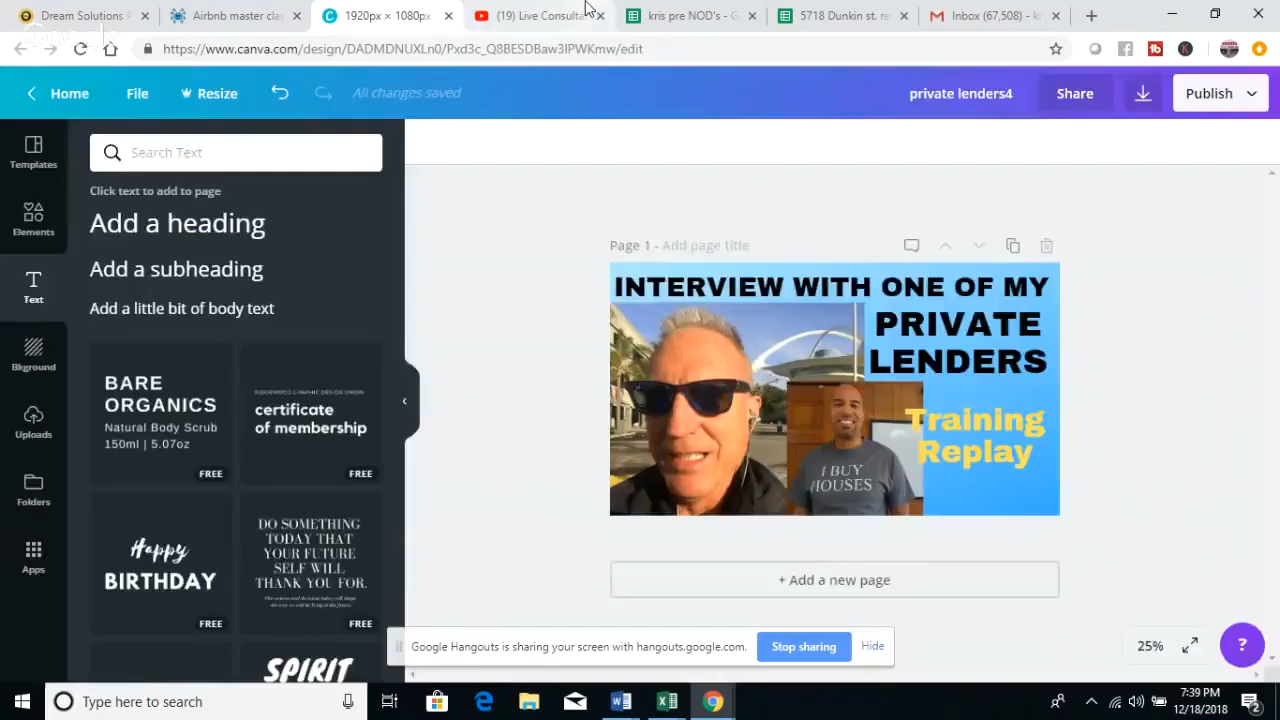 Dream Solutions
Airbnb master clas
1920px × 1080px
(19) Live Consulta
kris pre NOD's - G
5718 Dunkin st. re
Inbox (67,508) - kr
https://www.canva.com/design/DADMDNUXLn0/Pxd3c_Q8BESDBaw3IPWKmw/edit
Home
File
Resize
All changes saved
private lenders4
Share
Publish
Templates
Elements
Text
Bkground
Uploads
Folders
Apps
Search Text
Click text to add to page
Add a heading
Add a subheading
Add a little bit of body text
BARE
ORGANICS
Natural Body Scrub
150ml | 5.07oz
FREE
certificate
of membership
FREE
Happy
BIRTHDAY
FREE
DO SOMETHING
TODAY THAT
YOUR FUTURE
SELF WILL
THANK YOU FOR.
FREE
SPIRIT
Page 1 - Add page title
INTERVIEW WITH ONE OF MY
PRIVATE
LENDERS
Training
Replay
I BUY
HOUSES
+ Add a new page
Google Hangouts is sharing your screen with hangouts.google.com.
Stop sharing
Hide
25%
?
Type here to search
7:39 PM
12/18/2018
2